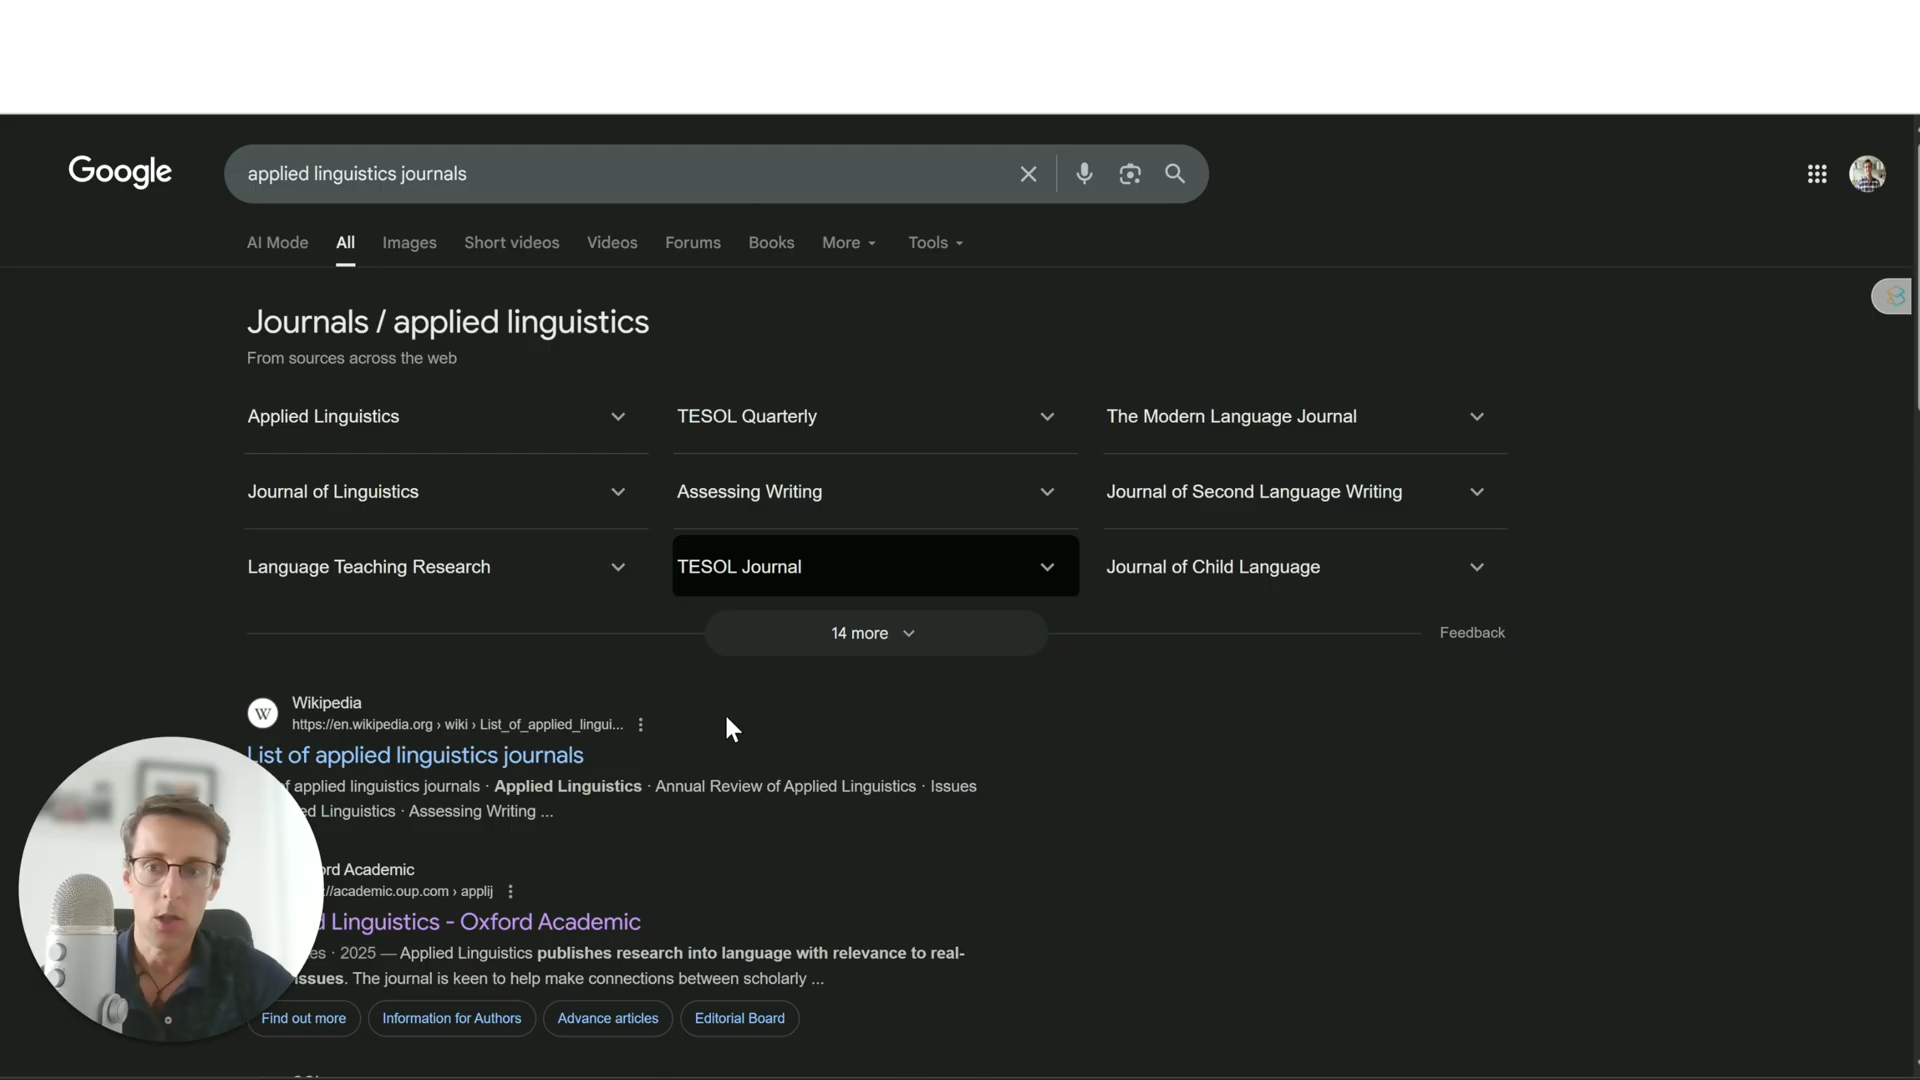 Google
applied linguistics journals
AI Mode All Images Short videos Videos Forums Books More Tools
Journals / applied linguistics
From sources across the web
Applied Linguistics TESOL Quarterly The Modern Language Journal
Journal of Linguistics Assessing Writing Journal of Second Language Writing
Language Teaching Research TESOL Journal Journal of Child Language
14 more
Feedback
W
Wikipedia
https://en.wikipedia.org › wiki › List_of_applied_lingui...
List of applied linguistics journals
applied linguistics journals · Applied Linguistics · Annual Review of Applied Linguistics · Issues
Linguistics · Assessing Writing ...
Academic
//academic.oup.com › applij
Linguistics - Oxford Academic
· 2025 — Applied Linguistics publishes research into language with relevance to real-
issues. The journal is keen to help make connections between scholarly ...
Find out more Information for Authors Advance articles Editorial Board